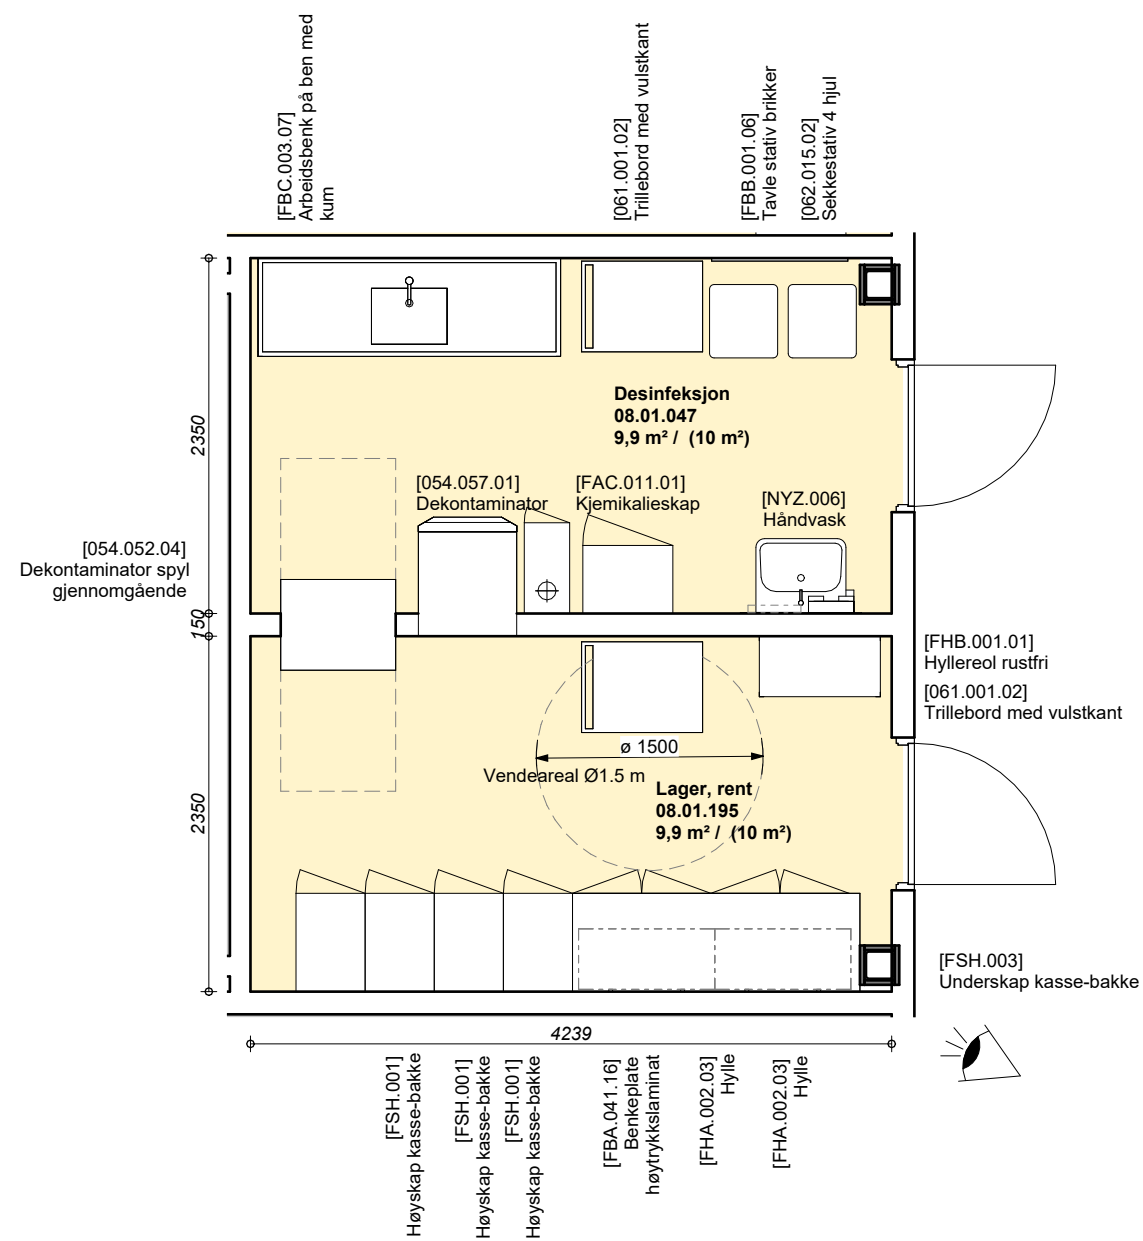 [FBC.003.07]
Arbeidsbenk på ben med
kum
[061.001.02]
Trillebord med vulstkant
[FBB.001.06]
Tavle stativ brikker
[062.015.02]
Sekkestativ 4 hjul
Desinfeksjon
08.01.047
9,9 m² / (10 m²)
2350
[054.057.01]
Dekontaminator
[FAC.011.01]
Kjemikalieskap
[NYZ.006]
Håndvask
[054.052.04]
Dekontaminator spyl
gjennomgående
150
[FHB.001.01]
Hyllereol rustfri
[061.001.02]
Trillebord med vulstkant
ø 1500
Vendeareal Ø1.5 m
Lager, rent
08.01.195
9,9 m² / (10 m²)
2350
[FSH.003]
Underskap kasse-bakke
4239
[FSH.001]
Høyskap kasse-bakke
[FSH.001]
Høyskap kasse-bakke
[FSH.001]
Høyskap kasse-bakke
[FBA.041.16]
Benkeplate
høytrykkslaminat
[FHA.002.03]
Hylle
[FHA.002.03]
Hylle